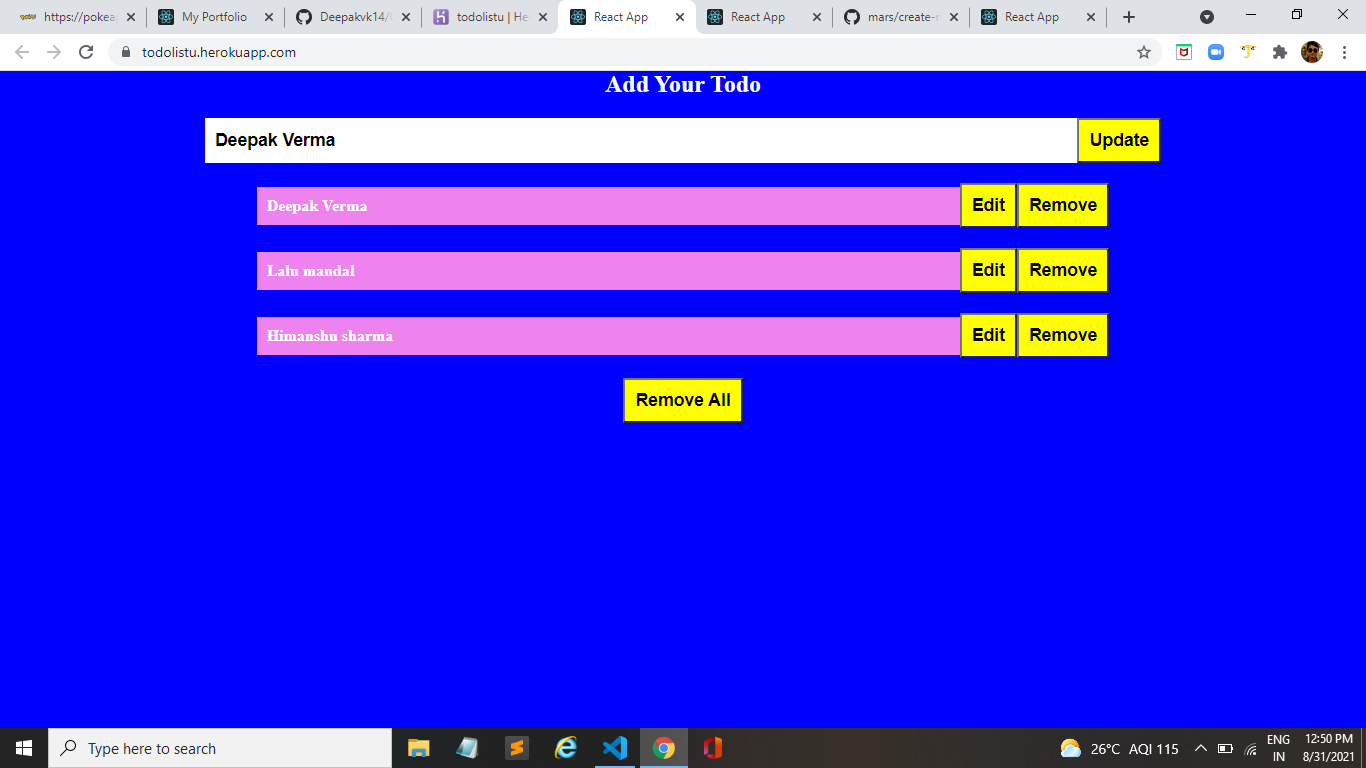 https://pokea
My Portfolio
Deepakvk14/
todolistu | He
React App
React App
mars/create-r
React App
todolistu.herokuapp.com
Add Your Todo
Deepak Verma Update
Deepak Verma Edit Remove
Lalu mandal Edit Remove
Himanshu sharma Edit Remove
Remove All
Type here to search
26°C AQI 115
ENG
IN
12:50 PM
8/31/2021